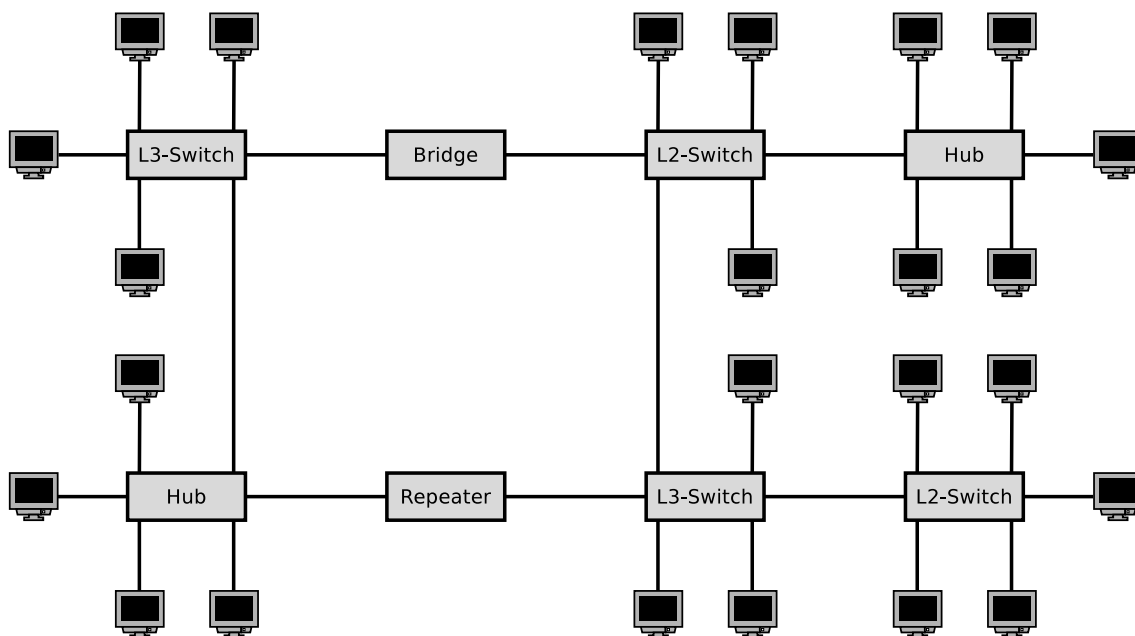 L3-Switch
Bridge
L2-Switch
Hub
Hub
Repeater
L3-Switch
L2-Switch